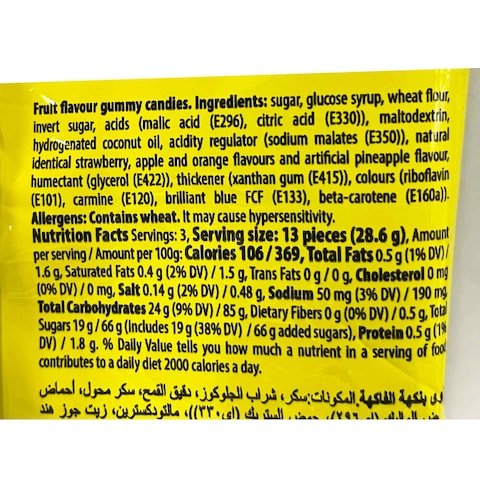 Fruit flavour gummy candies. Ingredients: sugar, glucose syrup, wheat flour,
invert sugar, acids (malic acid (E296), citric acid (E330)), maltodextrin,
hydrogenated coconut oil, acidity regulator (sodium malates (E350)), natural
identical strawberry, apple and orange flavours and artificial pineapple flavour,
humectant (glycerol (E422)), thickener (xanthan gum (E415)), colours (riboflavin
(E101), carmine (E120), brilliant blue FCF (E133), beta-carotene (E160a)).
Allergens: Contains wheat. It may cause hypersensitivity.
Nutrition Facts Servings: 3, Serving size: 13 pieces (28.6 g), Amount
per serving / Amount per 100g: Calories 106 / 369, Total Fats 0.5 g (1% DV) /
1.6 g, Saturated Fats 0.4 g (2% DV) / 1.5 g, Trans Fats 0 g / 0 g, Cholesterol 0 mg
(0% DV) / 0 mg, Salt 0.14 g (2% DV) / 0.48 g, Sodium 50 mg (3% DV) / 190 mg,
Total Carbohydrates 24 g (9% DV) / 85 g, Dietary Fibers 0 g (0% DV) / 0.5 g, Total
Sugars 19 g / 66 g (Includes 19 g (38% DV) / 66 g added sugars), Protein 0.5 g (1%
DV) / 1.8 g. % Daily Value tells you how much a nutrient in a serving of food
contributes to a daily diet 2000 calories a day.
بنكهة الفاكهة. المكونات: سكر، شراب الجلوكوز، دقيق القمح، سكر محول، أحماض
حمض الستريك (إي ٣٣٠))، مالتودكسترين، زيت جوز هند